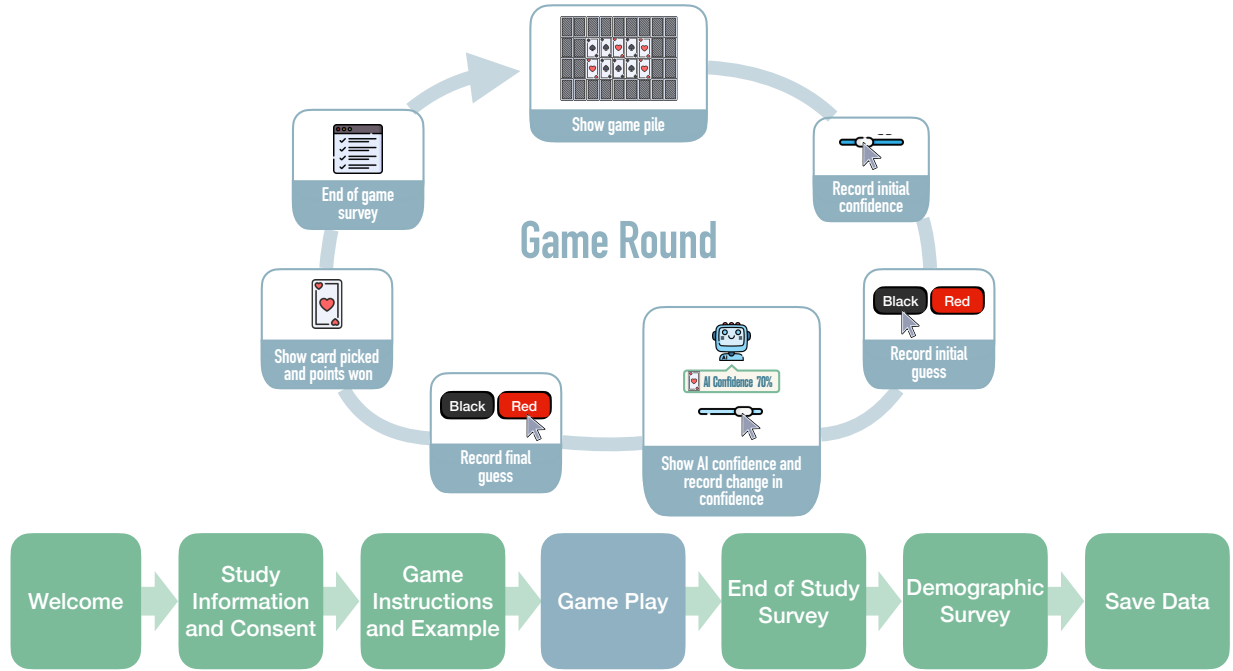 Show game pile
Record initial
confidence
End of game
survey
Game Round
Black
Red
Record initial
guess
AI
AI Confidence 70%
Show AI confidence and
record change in
confidence
Black
Red
Record final
guess
Show card picked
and points won
Welcome
Study
Information
and Consent
Game
Instructions
and Example
Game Play
End of Study
Survey
Demographic
Survey
Save Data